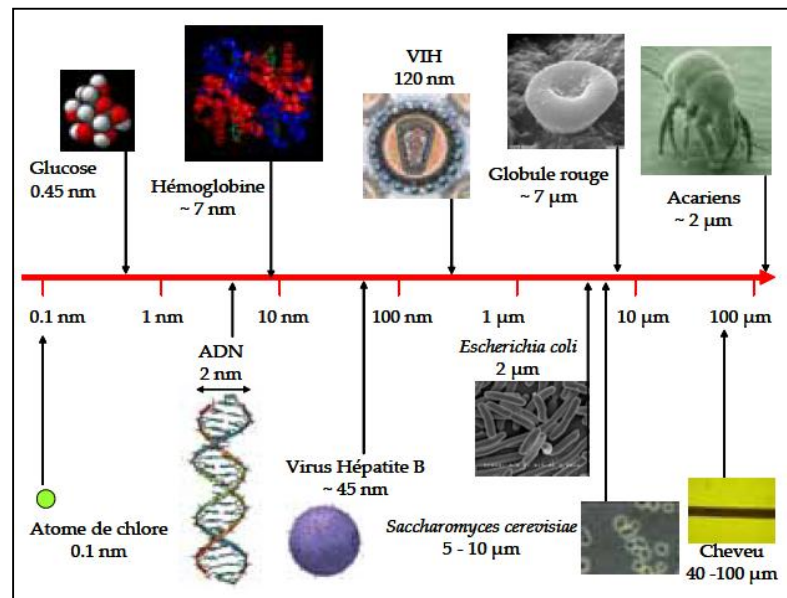 VIH
120 nm
Glucose
0.45 nm
Hémoglobine
~ 7 nm
Globule rouge
~ 7 µm
Acariens
~ 2 µm
0.1 nm
1 nm
10 nm
100 nm
1 µm
10 µm
100 µm
ADN
2 nm
Escherichia coli
2 µm
Virus Hépatite B
~ 45 nm
Atome de chlore
0.1 nm
Saccharomyces cerevisiae
5 - 10 µm
Cheveu
40 -100 µm